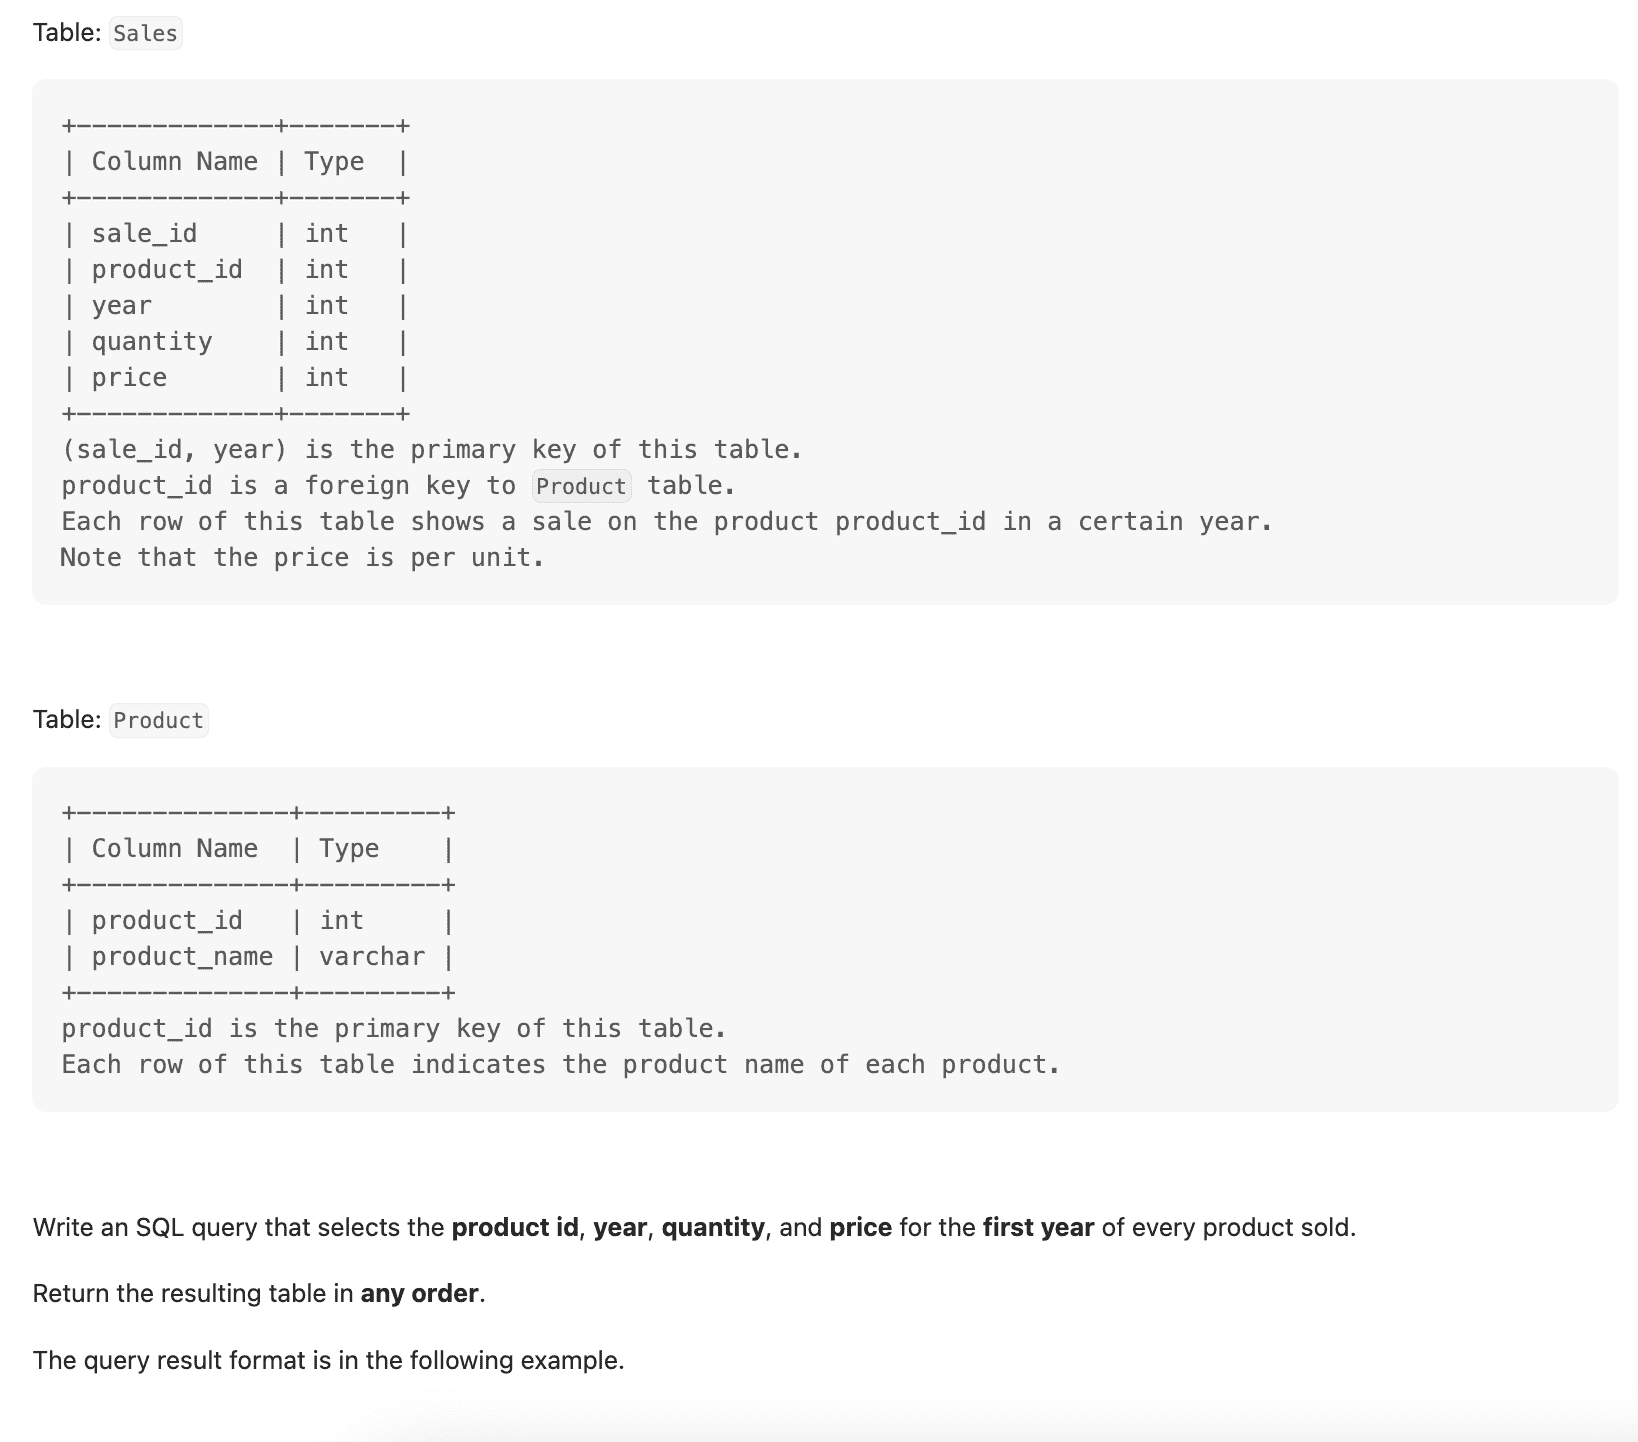 Table: Sales
+-------------+-------+
| Column Name | Type  |
+-------------+-------+
| sale_id     | int   |
| product_id  | int   |
| year        | int   |
| quantity    | int   |
| price       | int   |
+-------------+-------+
(sale_id, year) is the primary key of this table.
product_id is a foreign key to Product table.
Each row of this table shows a sale on the product product_id in a certain year.
Note that the price is per unit.
Table: Product
+--------------+---------+
| Column Name  | Type    |
+--------------+---------+
| product_id   | int     |
| product_name | varchar |
+--------------+---------+
product_id is the primary key of this table.
Each row of this table indicates the product name of each product.
Write an SQL query that selects the product id, year, quantity, and price for the first year of every product sold.
Return the resulting table in any order.
The query result format is in the following example.